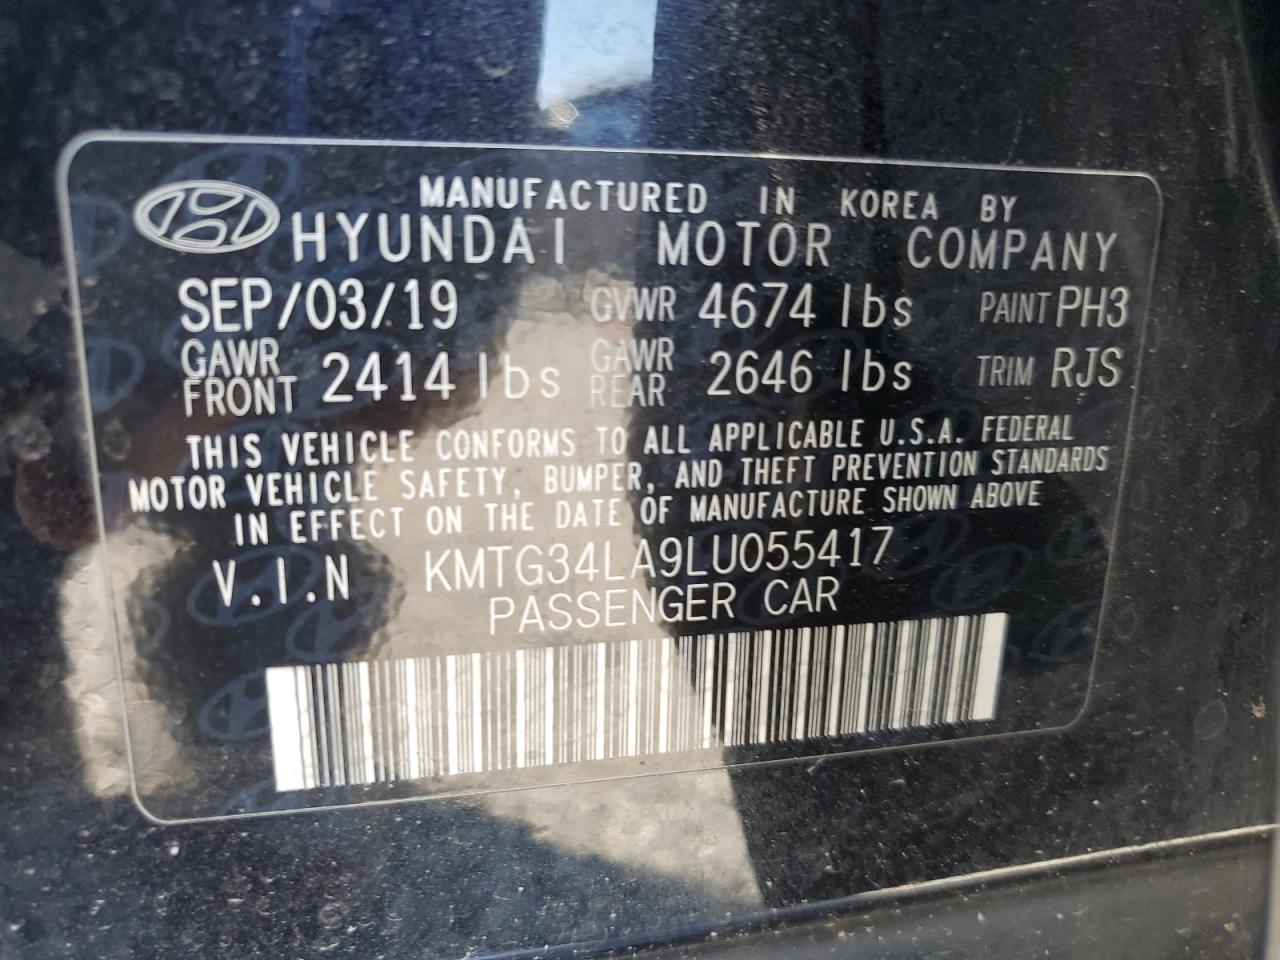 MANUFACTURED IN KOREA BY
HYUNDAI MOTOR COMPANY
SEP/03/19 GVWR 4674 lbs PAINT PH3
GAWR FRONT 2414 lbs GAWR REAR 2646 lbs TRIM RJS
THIS VEHICLE CONFORMS TO ALL APPLICABLE U.S.A. FEDERAL
MOTOR VEHICLE SAFETY, BUMPER, AND THEFT PREVENTION STANDARDS
IN EFFECT ON THE DATE OF MANUFACTURE SHOWN ABOVE
V.I.N KMTG34LA9LU055417
PASSENGER CAR